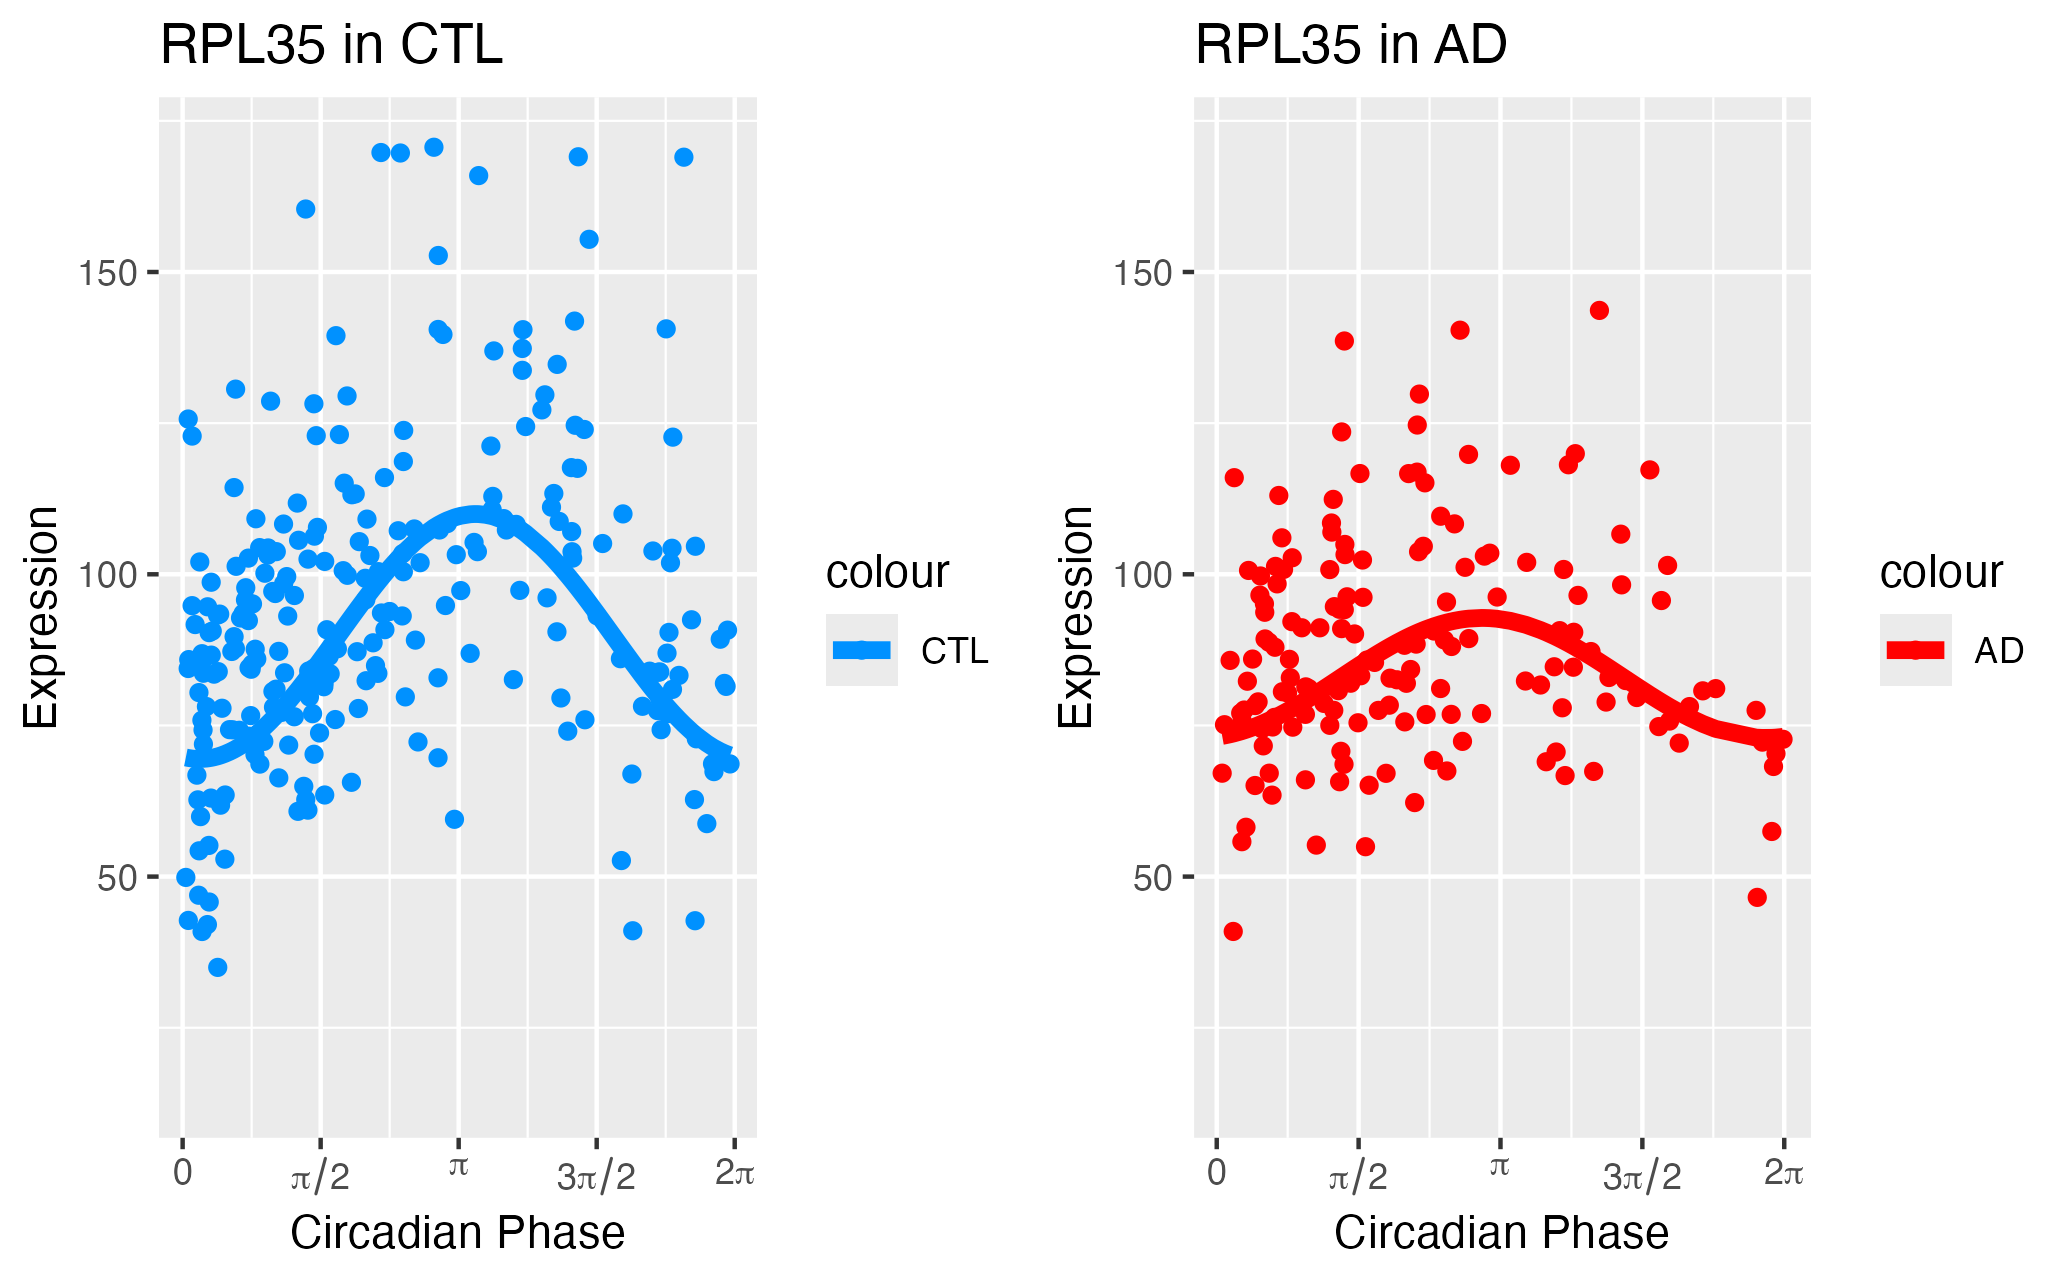 RPL35 in CTL
Expression
150
100
50
0
π/2
π
3π/2
2π
Circadian Phase
colour
CTL
RPL35 in AD
Expression
150
100
50
0
π/2
π
3π/2
2π
Circadian Phase
colour
AD